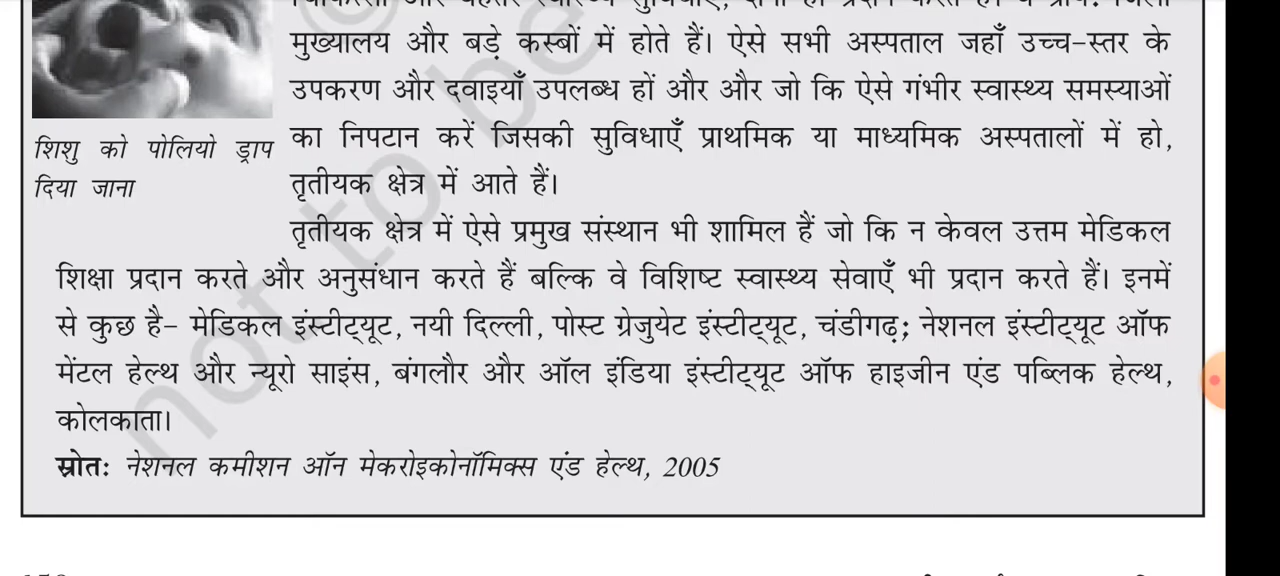 मुख्यालय और बड़े कस्बों में होते हैं। ऐसे सभी अस्पताल जहाँ उच्च-स्तर के
उपकरण और दवाइयाँ उपलब्ध हों और और जो कि ऐसे गंभीर स्वास्थ्य समस्याओं
का निपटान करें जिसकी सुविधाएँ प्राथमिक या माध्यमिक अस्पतालों में हो,
तृतीयक क्षेत्र में आते हैं।
शिशु को पोलियो ड्राप
दिया जाना
तृतीयक क्षेत्र में ऐसे प्रमुख संस्थान भी शामिल हैं जो कि न केवल उत्तम मेडिकल
शिक्षा प्रदान करते और अनुसंधान करते हैं बल्कि वे विशिष्ट स्वास्थ्य सेवाएँ भी प्रदान करते हैं। इनमें
से कुछ है- मेडिकल इंस्टीट्यूट, नयी दिल्ली, पोस्ट ग्रेजुयेट इंस्टीट्यूट, चंडीगढ़; नेशनल इंस्टीट्यूट ऑफ
मेंटल हेल्थ और न्यूरो साइंस, बंगलौर और ऑल इंडिया इंस्टीट्यूट ऑफ हाइजीन एंड पब्लिक हेल्थ,
कोलकाता।
स्रोतः नेशनल कमीशन ऑन मेकरोइकोनॉमिक्स एंड हेल्थ, 2005
not to be